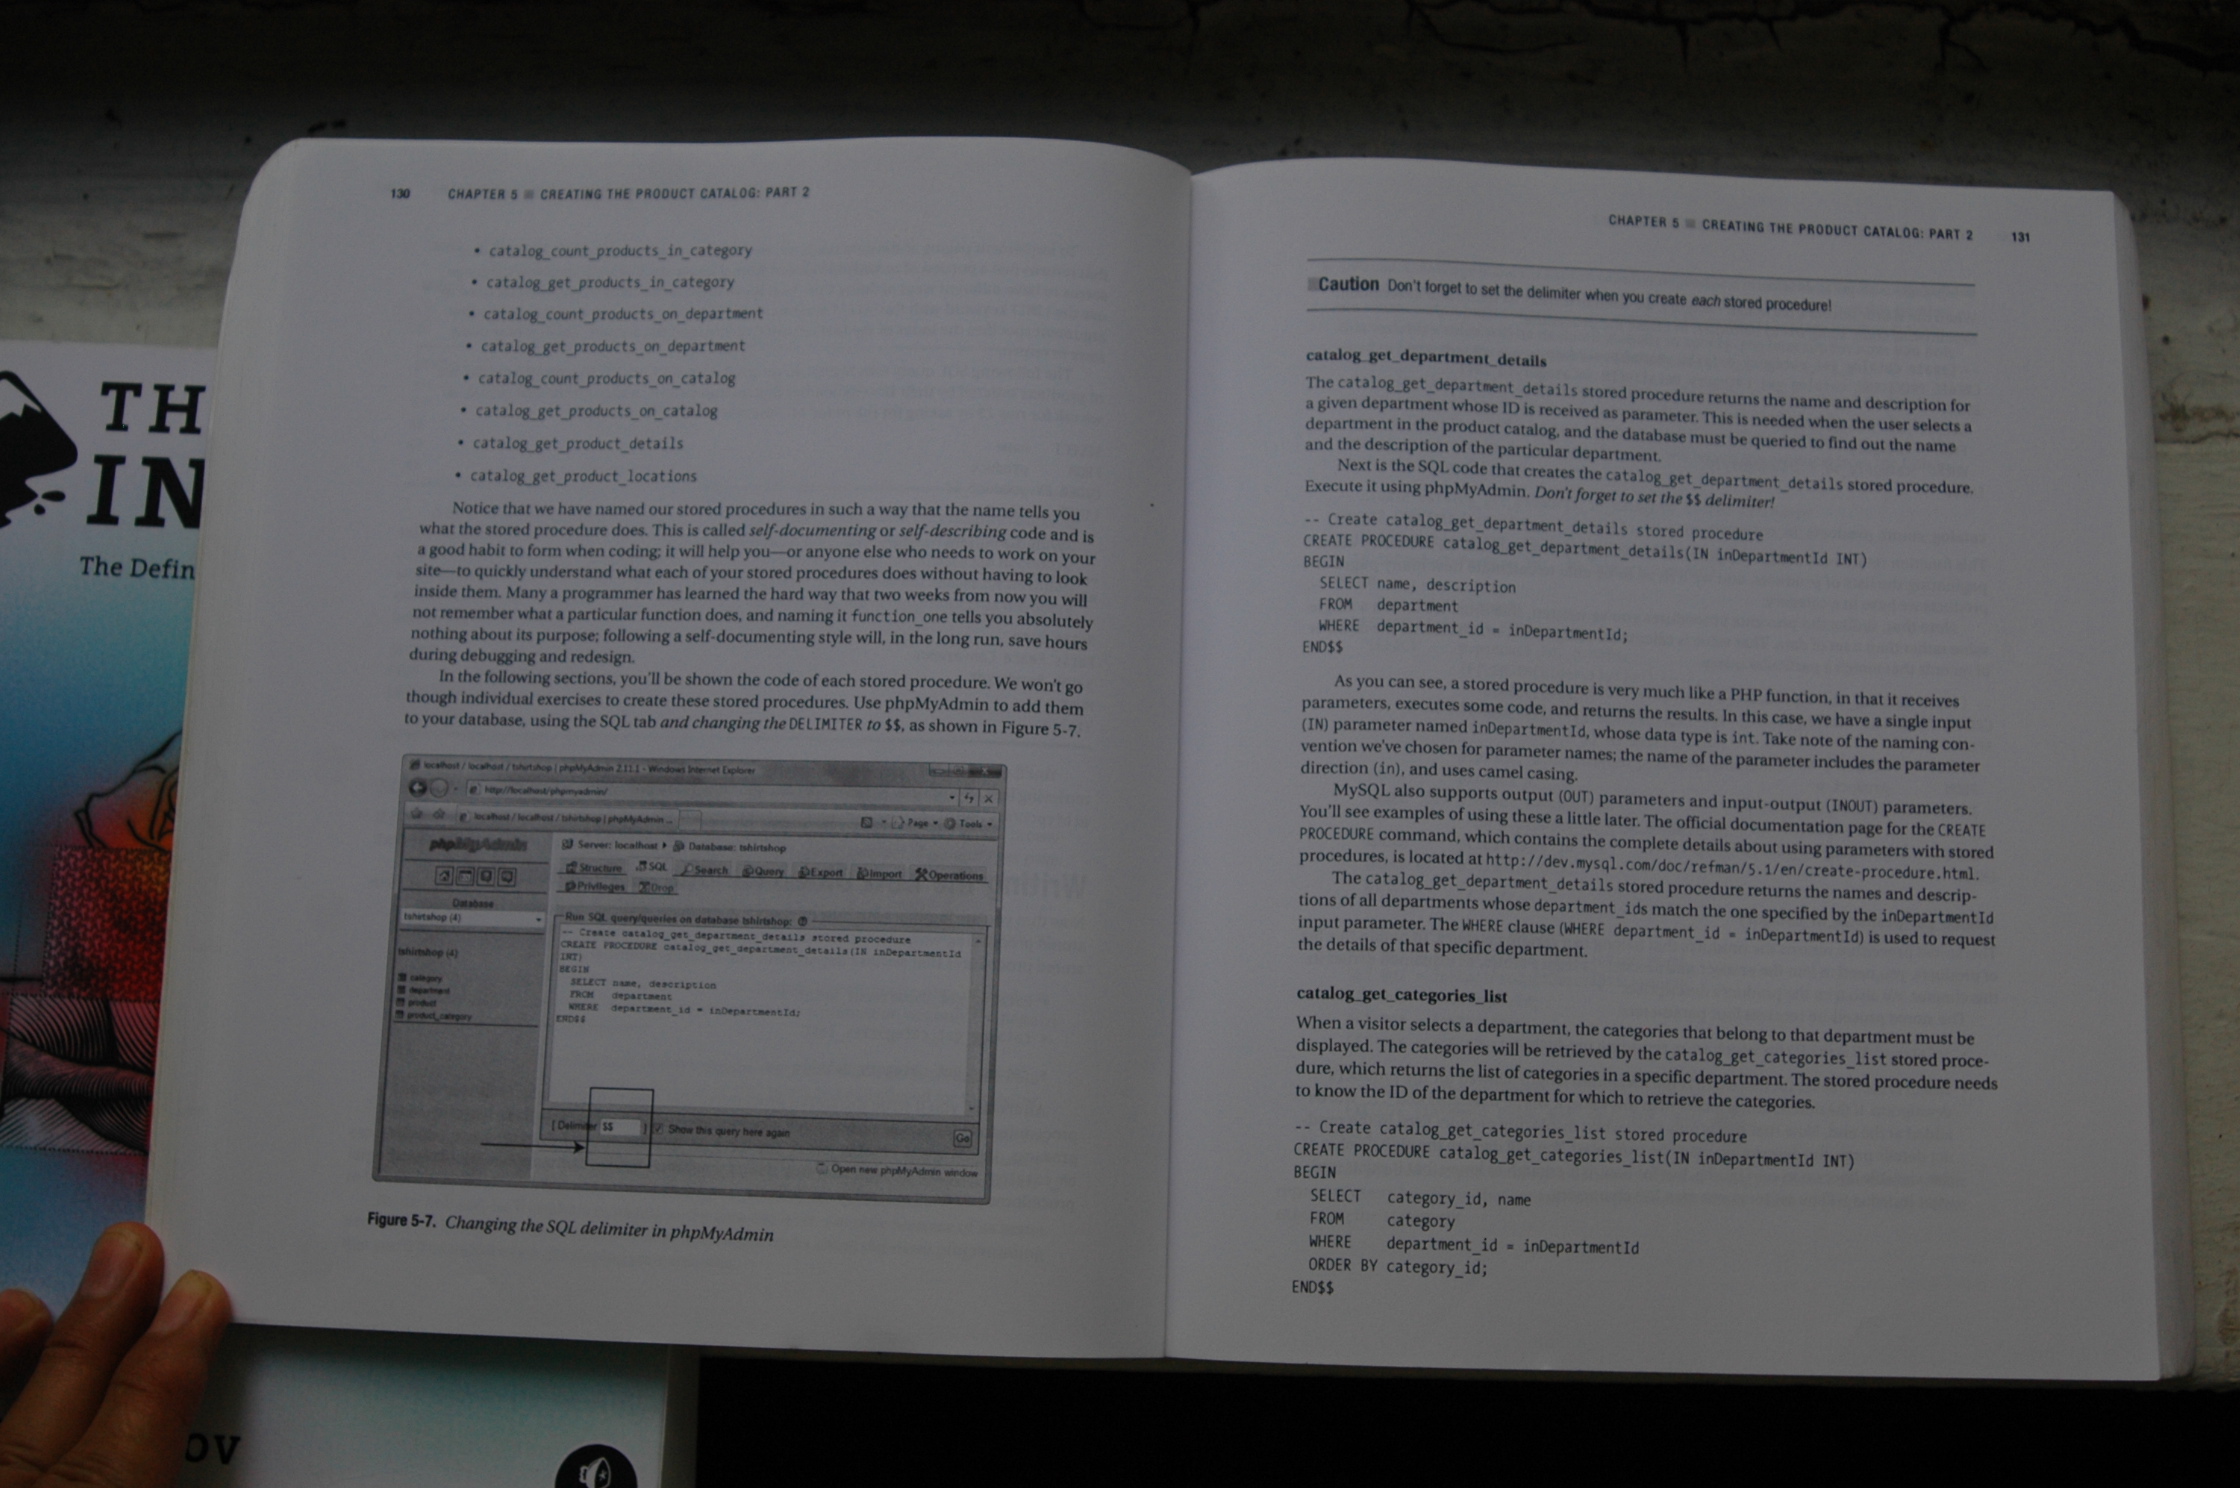 130 CHAPTER 5 ■ CREATING THE PRODUCT CATALOG: PART 2
• catalog_count_products_in_category
• catalog_get_products_in_category
• catalog_count_products_on_department
• catalog_get_products_on_department
• catalog_count_products_on_catalog
• catalog_get_products_on_catalog
• catalog_get_product_details
• catalog_get_product_locations
Notice that we have named our stored procedures in such a way that the name tells you
what the stored procedure does. This is called self-documenting or self-describing code and is
a good habit to form when coding; it will help you—or anyone else who needs to work on your
site—to quickly understand what each of your stored procedures does without having to look
inside them. Many a programmer has learned the hard way that two weeks from now you will
not remember what a particular function does, and naming it function_one tells you absolutely
nothing about its purpose; following a self-documenting style will, in the long run, save hours
during debugging and redesign.
In the following sections, you'll be shown the code of each stored procedure. We won't go
though individual exercises to create these stored procedures. Use phpMyAdmin to add them
to your database, using the SQL tab and changing the DELIMITER to $$, as shown in Figure 5-7.
localhost / localhost / tshirtshop | phpMyAdmin 2.11.1 - Windows Internet Explorer
http://localhost/phpmyadmin/
localhost / localhost / tshirtshop | phpMyAdmin ...
Page Tools
phpMyAdmin
Server: localhost Database: tshirtshop
Structure SQL Search Query Export Import Operations
Privileges Drop
Database
tshirtshop (4)
tshirtshop (4)
category
department
product
product_category
Run SQL query/queries on database tshirtshop:
-- Create catalog_get_department_details stored procedure
CREATE PROCEDURE catalog_get_department_details(IN inDepartmentId
INT)
BEGIN
SELECT name, description
FROM department
WHERE department_id = inDepartmentId;
END$$
[ Delimiter $$ ] Show this query here again
Go
Open new phpMyAdmin window
Figure 5-7. Changing the SQL delimiter in phpMyAdmin
CHAPTER 5 ■ CREATING THE PRODUCT CATALOG: PART 2 131
Caution Don't forget to set the delimiter when you create each stored procedure!
catalog_get_department_details
The catalog_get_department_details stored procedure returns the name and description for
a given department whose ID is received as parameter. This is needed when the user selects a
department in the product catalog, and the database must be queried to find out the name
and the description of the particular department.
Next is the SQL code that creates the catalog_get_department_details stored procedure.
Execute it using phpMyAdmin. Don't forget to set the $$ delimiter!
-- Create catalog_get_department_details stored procedure
CREATE PROCEDURE catalog_get_department_details(IN inDepartmentId INT)
BEGIN
SELECT name, description
FROM department
WHERE department_id = inDepartmentId;
END$$
As you can see, a stored procedure is very much like a PHP function, in that it receives
parameters, executes some code, and returns the results. In this case, we have a single input
(IN) parameter named inDepartmentId, whose data type is int. Take note of the naming con-
vention we've chosen for parameter names; the name of the parameter includes the parameter
direction (in), and uses camel casing.
MySQL also supports output (OUT) parameters and input-output (INOUT) parameters.
You'll see examples of using these a little later. The official documentation page for the CREATE
PROCEDURE command, which contains the complete details about using parameters with stored
procedures, is located at http://dev.mysql.com/doc/refman/5.1/en/create-procedure.html.
The catalog_get_department_details stored procedure returns the names and descrip-
tions of all departments whose department_ids match the one specified by the inDepartmentId
input parameter. The WHERE clause (WHERE department_id = inDepartmentId) is used to request
the details of that specific department.
catalog_get_categories_list
When a visitor selects a department, the categories that belong to that department must be
displayed. The categories will be retrieved by the catalog_get_categories_list stored proce-
dure, which returns the list of categories in a specific department. The stored procedure needs
to know the ID of the department for which to retrieve the categories.
-- Create catalog_get_categories_list stored procedure
CREATE PROCEDURE catalog_get_categories_list(IN inDepartmentId INT)
BEGIN
SELECT category_id, name
FROM category
WHERE department_id = inDepartmentId
ORDER BY category_id;
END$$
TH
IN
The Defin
OV